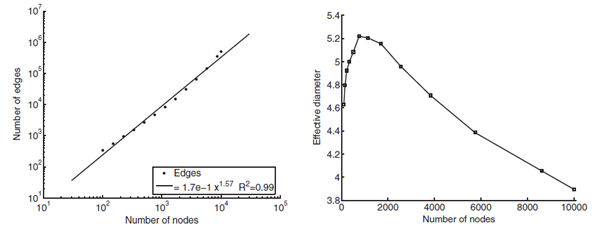 10^7
10^6
10^5
10^4
10^3
10^2
10^1
Number of edges
Edges
= 1.7e−1 x^1.57 R^2=0.99
10^1 10^2 10^3 10^4 10^5
Number of nodes
5.4
5.2
5
4.8
4.6
4.4
4.2
4
3.8
Effective diameter
0 2000 4000 6000 8000 10000
Number of nodes